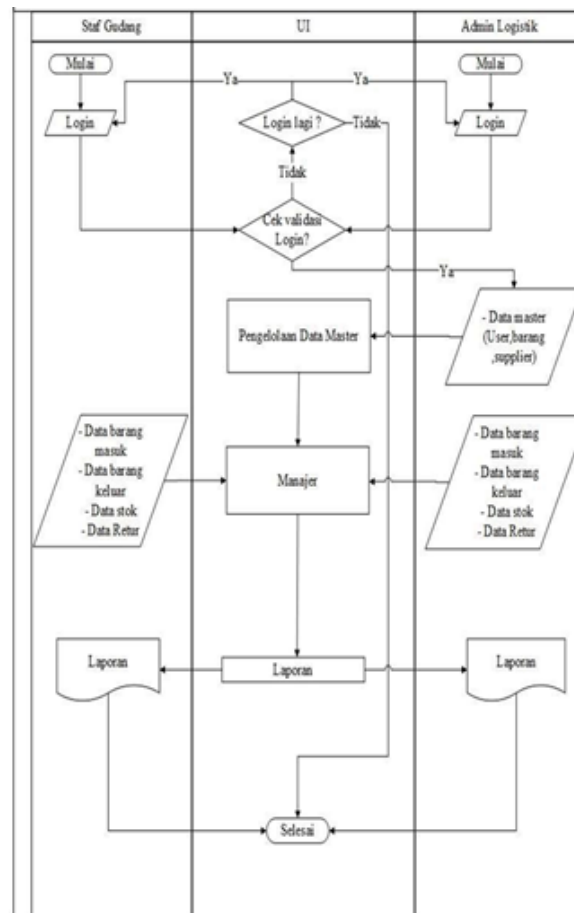 Staf Gudang
UI
Admin Logistik
Mulai
Mulai
Ya
Ya
Login
Login lagi ?
Tidak
Login
Tidak
Cek validasi
Login?
Ya
- Data master
(User,barang
,supplier)
Pengelolaan Data Master
- Data barang
masuk
- Data barang
keluar
- Data stok
- Data Retur
Manajer
- Data barang
masuk
- Data barang
keluar
- Data stok
- Data Retur
Laporan
Laporan
Laporan
Selesai